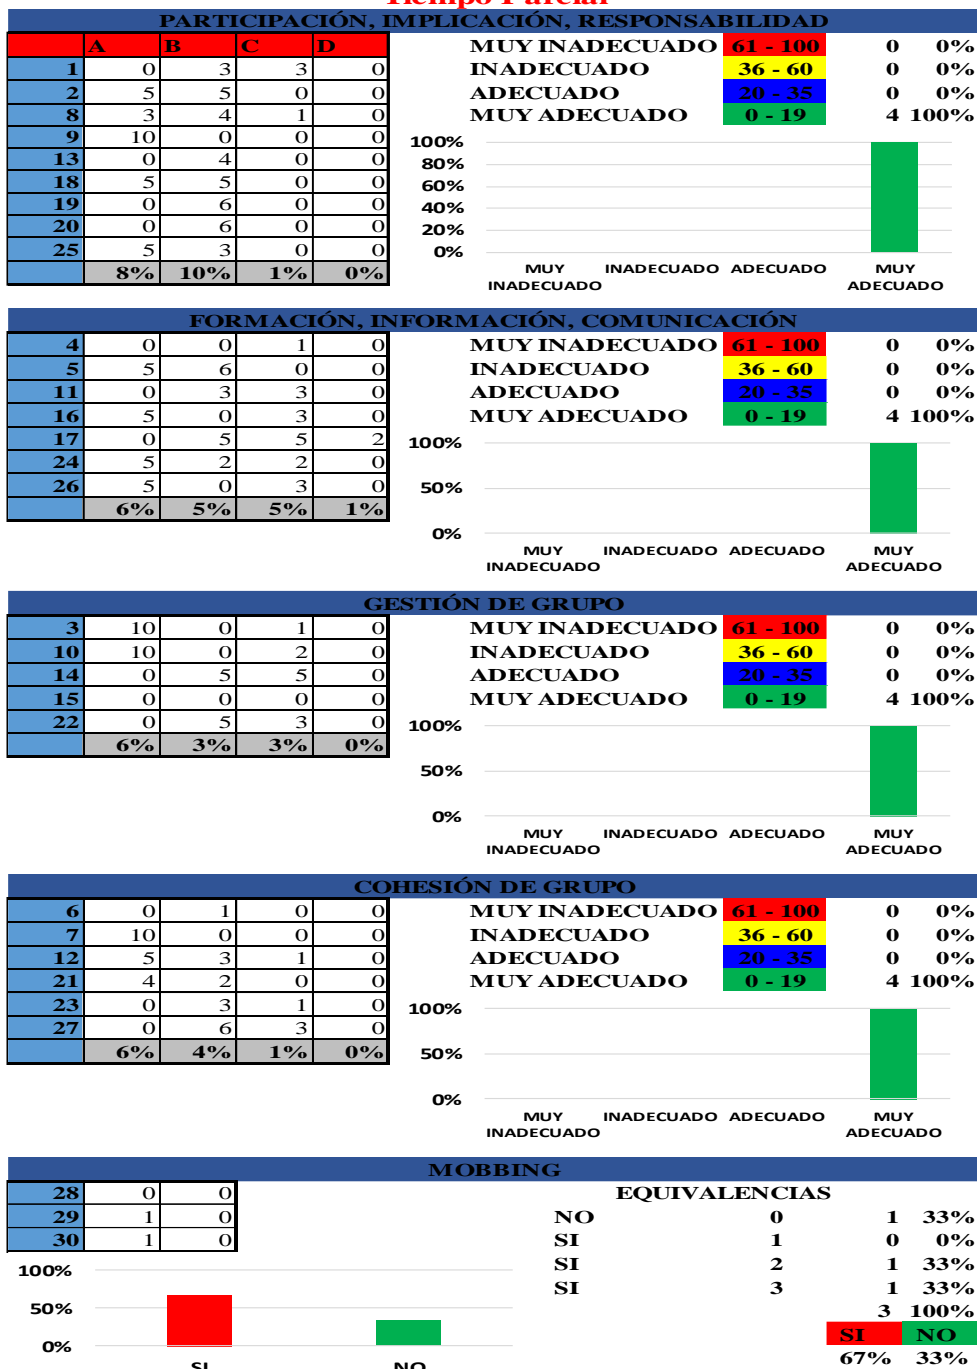 Tiempo Parcial
PARTICIPACIÓN, IMPLICACIÓN, RESPONSABILIDAD
A B C D
1 0 3 3 0
2 5 5 0 0
8 3 4 1 0
9 10 0 0 0
13 0 4 0 0
18 5 5 0 0
19 0 6 0 0
20 0 6 0 0
25 5 3 0 0
8% 10% 1% 0%
MUY INADECUADO 61 - 100 0 0%
INADECUADO 36 - 60 0 0%
ADECUADO 20 - 35 0 0%
MUY ADECUADO 0 - 19 4 100%
100%
80%
60%
40%
20%
0%
MUY INADECUADO INADECUADO ADECUADO MUY ADECUADO
FORMACIÓN, INFORMACIÓN, COMUNICACIÓN
4 0 0 1 0
5 5 6 0 0
11 0 3 3 0
16 5 0 3 0
17 0 5 5 2
24 5 2 2 0
26 5 0 3 0
6% 5% 5% 1%
MUY INADECUADO 61 - 100 0 0%
INADECUADO 36 - 60 0 0%
ADECUADO 20 - 35 0 0%
MUY ADECUADO 0 - 19 4 100%
100%
50%
0%
MUY INADECUADO INADECUADO ADECUADO MUY ADECUADO
GESTIÓN DE GRUPO
3 10 0 1 0
10 10 0 2 0
14 0 5 5 0
15 0 0 0 0
22 0 5 3 0
6% 3% 3% 0%
MUY INADECUADO 61 - 100 0 0%
INADECUADO 36 - 60 0 0%
ADECUADO 20 - 35 0 0%
MUY ADECUADO 0 - 19 4 100%
100%
50%
0%
MUY INADECUADO INADECUADO ADECUADO MUY ADECUADO
COHESIÓN DE GRUPO
6 0 1 0 0
7 10 0 0 0
12 5 3 1 0
21 4 2 0 0
23 0 3 1 0
27 0 6 3 0
6% 4% 1% 0%
MUY INADECUADO 61 - 100 0 0%
INADECUADO 36 - 60 0 0%
ADECUADO 20 - 35 0 0%
MUY ADECUADO 0 - 19 4 100%
100%
50%
0%
MUY INADECUADO INADECUADO ADECUADO MUY ADECUADO
MOBBING
28 0 0
29 1 0
30 1 0
100%
50%
0%
SI NO
EQUIVALENCIAS
NO 0 1 33%
SI 1 0 0%
SI 2 1 33%
SI 3 1 33%
3 100%
SI NO
67% 33%